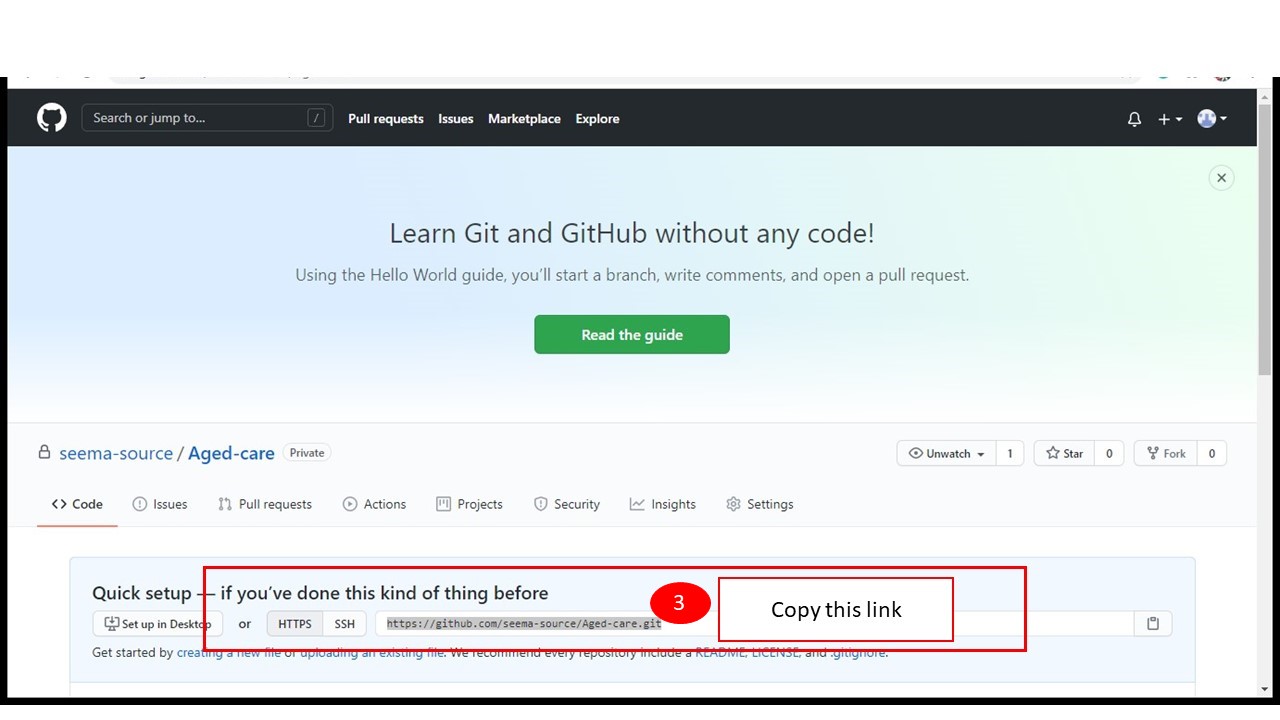 Search or jump to... /
Pull requests Issues Marketplace Explore
Learn Git and GitHub without any code!
Using the Hello World guide, you'll start a branch, write comments, and open a pull request.
Read the guide
seema-source / Aged-care Private
Unwatch 1 Star 0 Fork 0
Code Issues Pull requests Actions Projects Security Insights Settings
Quick setup — if you've done this kind of thing before
3 Copy this link
Set up in Desktop or HTTPS SSH https://github.com/seema-source/Aged-care.git
Get started by creating a new file or uploading an existing file. We recommend every repository include a README, LICENSE, and .gitignore.